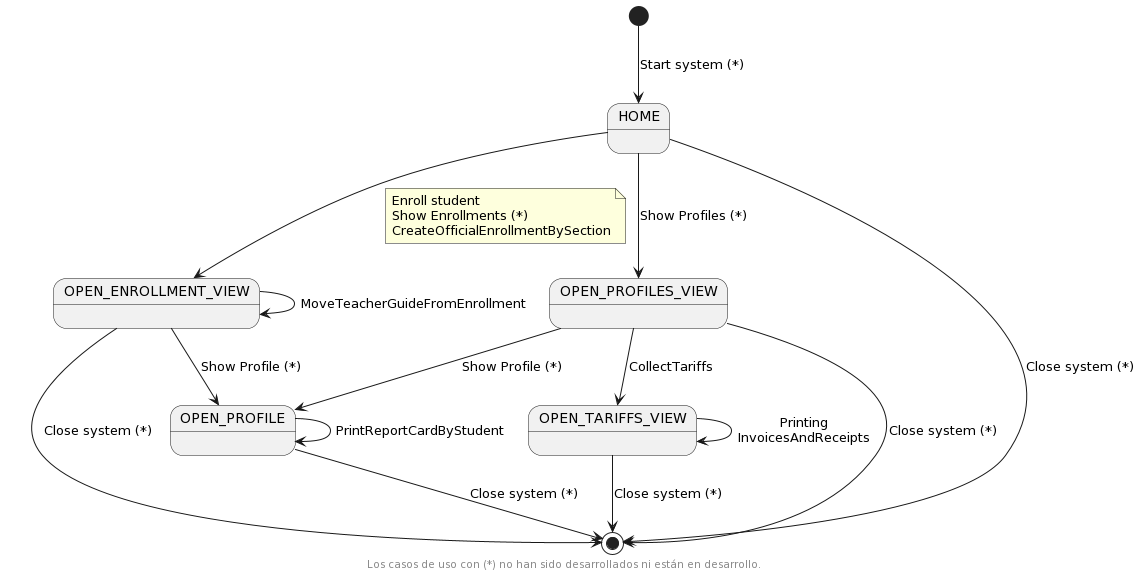 Start system (*)
HOME
Enroll student
Show Enrollments (*)
CreateOfficialEnrollmentBySection
Show Profiles (*)
OPEN_ENROLLMENT_VIEW
MoveTeacherGuideFromEnrollment
OPEN_PROFILES_VIEW
Show Profile (*)
Show Profile (*)
CollectTariffs
Close system (*)
OPEN_PROFILE
PrintReportCardByStudent
OPEN_TARIFFS_VIEW
Printing
InvoicesAndReceipts
Close system (*)
Close system (*)
Close system (*)
Close system (*)
Los casos de uso con (*) no han sido desarrollados ni están en desarrollo.